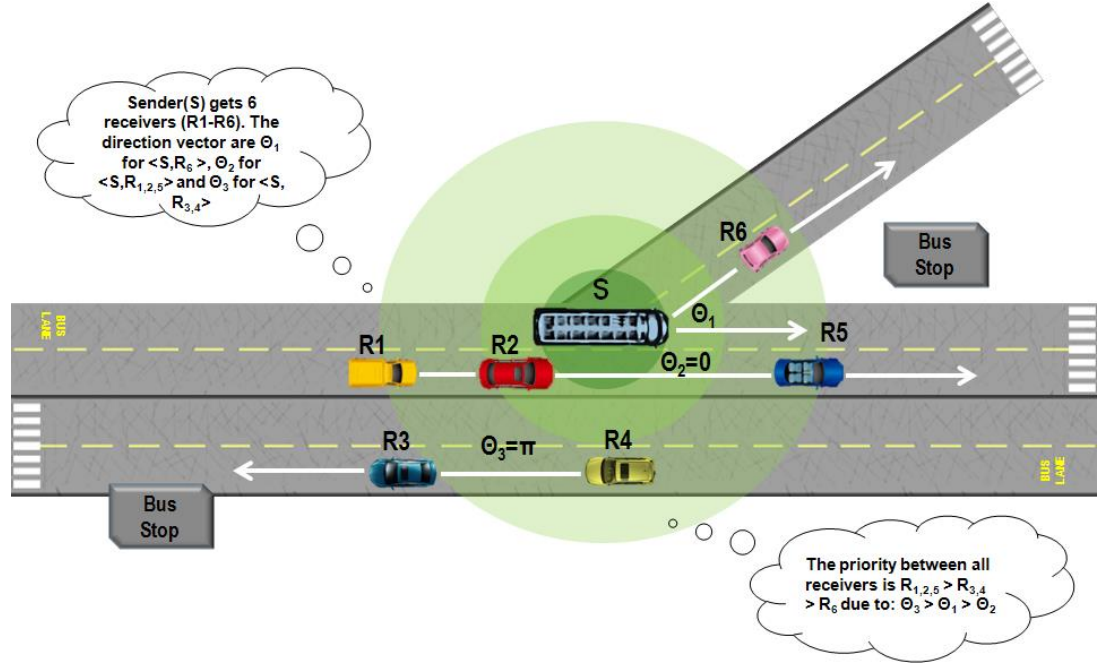 Sender(S) gets 6
receivers (R1-R6). The
direction vector are Θ₁
for <S,R₆ >, Θ₂ for
<S,R₁,₂,₅> and Θ₃ for <S,
R₃,₄>
R6
Bus
Stop
S
Θ₁
BUS
LANE
R1
R2
R5
Θ₂=0
R3
Θ₃=π
R4
BUS
LANE
Bus
Stop
The priority between all
receivers is R₁,₂,₅ > R₃,₄
> R₆ due to: Θ₃ > Θ₁ > Θ₂